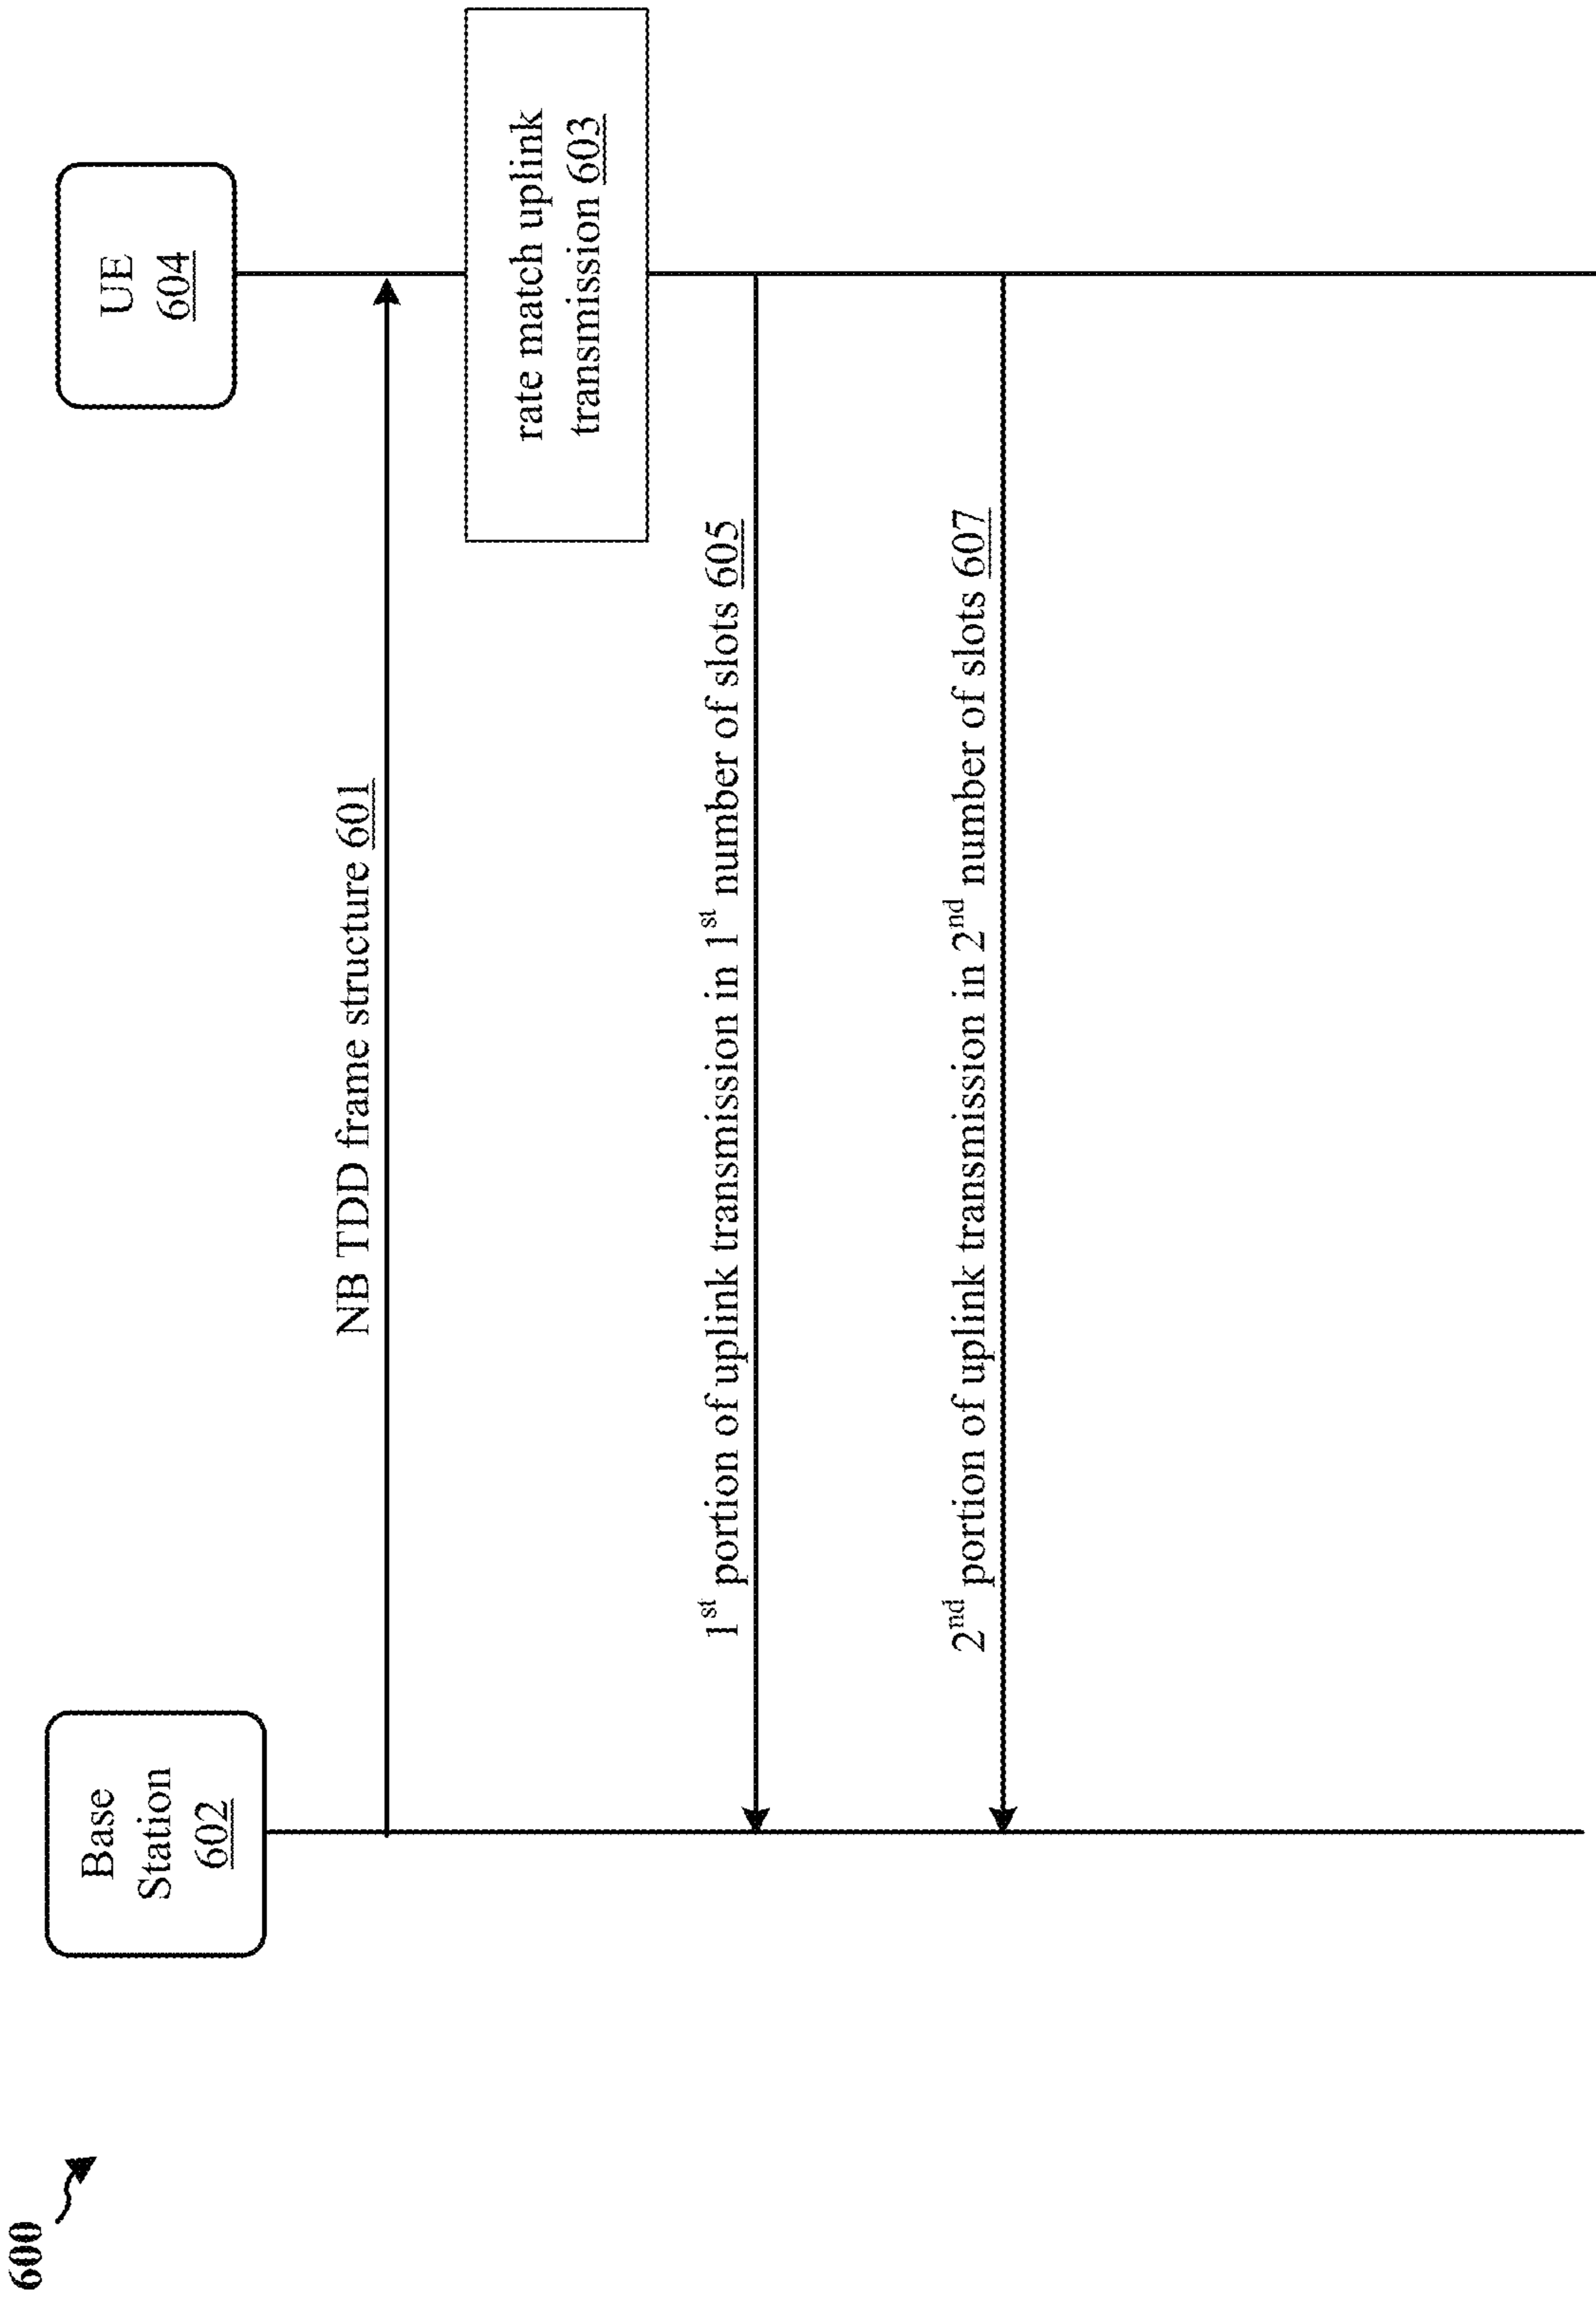 600
Base
Station
602
UE
604
NB TDD frame structure 601
rate match uplink
transmission 603
1st portion of uplink transmission in 1st number of slots 605
2nd portion of uplink transmission in 2nd number of slots 607